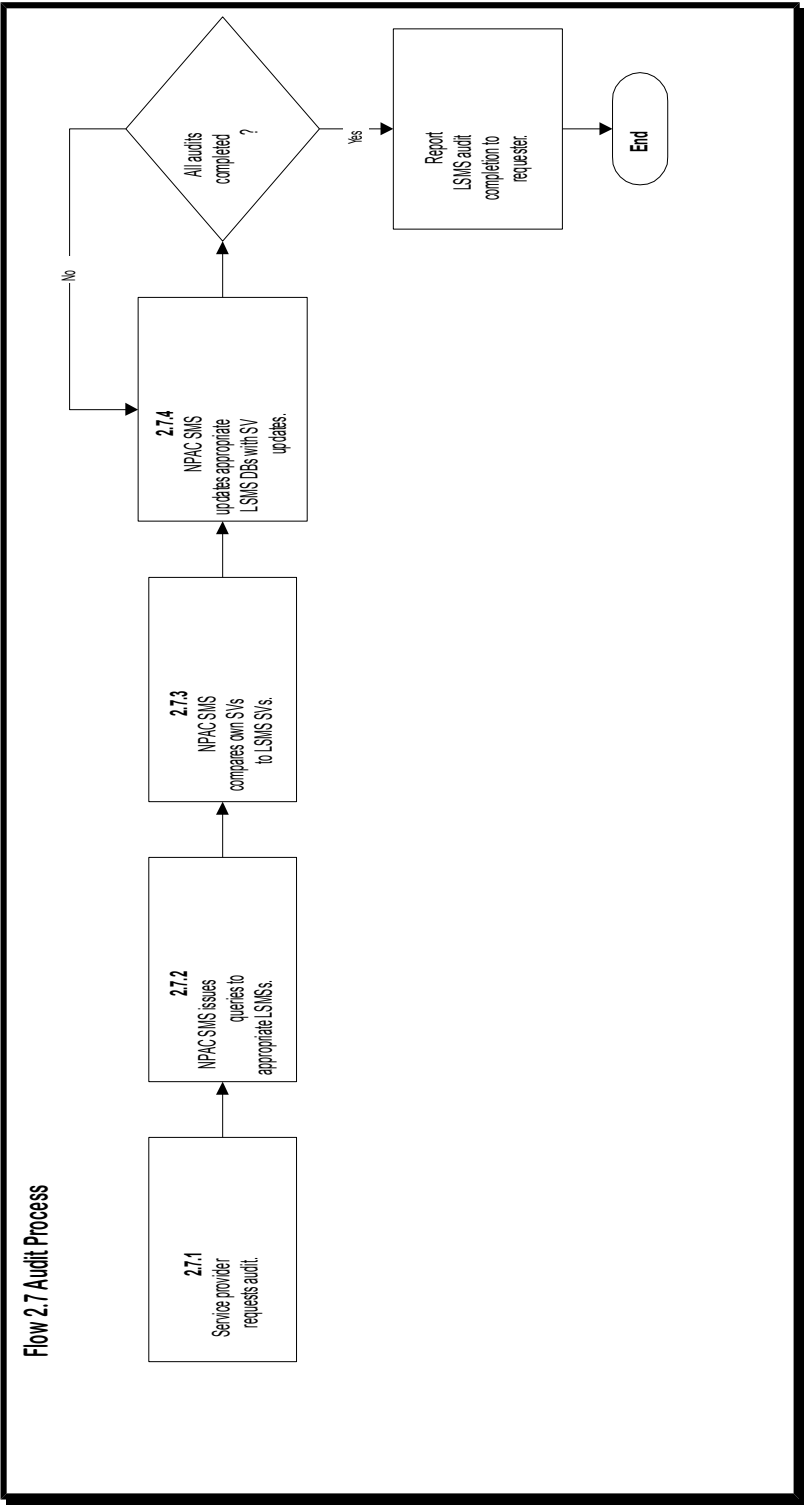 Flow 2.7 Audit Process
2.7.1
Service provider
requests audit.
2.7.2
NPAC SMS issues
queries to
appropriate LSMSs.
2.7.3
NPAC SMS
compares own SVs
to LSMS SVs.
2.7.4
NPAC SMS
updates appropriate
LSMS DBs with SV
updates.
No
All audits
completed
?
Yes
Report
LSMS audit
completion to
requester.
End